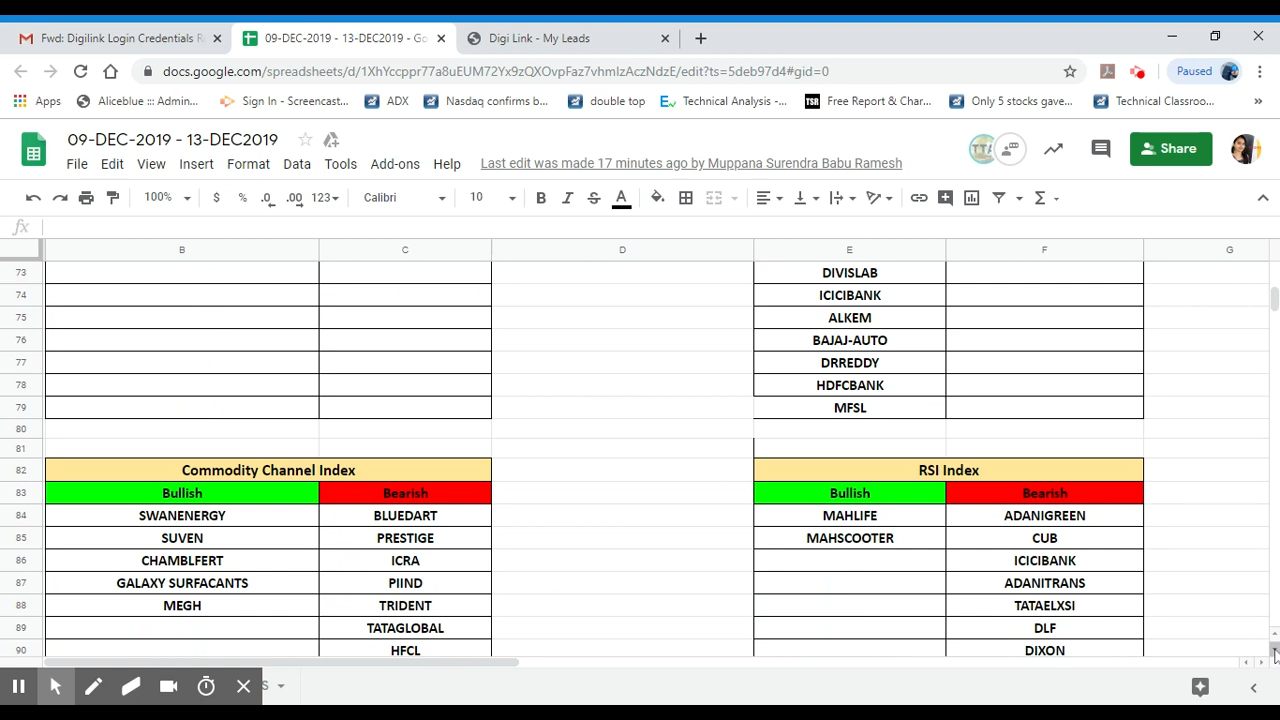 Fwd: Digilink Login Credentials R
09-DEC-2019 - 13-DEC2019 - Go
Digi Link - My Leads
docs.google.com/spreadsheets/d/1XhYccppr77a8uEUM72Yx9zQXOvpFaz7vhmIzAczNdzE/edit?ts=5deb97d4#gid=0
Paused
Apps
Aliceblue ::: Admin...
Sign In - Screencast...
ADX
Nasdaq confirms b...
double top
Technical Analysis -...
TSR
Free Report & Char...
Only 5 stocks gave...
Technical Classroo...
»
09-DEC-2019 - 13-DEC2019
File Edit View Insert Format Data Tools Add-ons Help Last edit was made 17 minutes ago by Muppana Surendra Babu Ramesh
Share
100% $ % .0 .00 123 Calibri 10 B I S A
fx
B C D E F G
73 DIVISLAB
74 ICICIBANK
75 ALKEM
76 BAJAJ-AUTO
77 DRREDDY
78 HDFCBANK
79 MFSL
80
81
82 Commodity Channel Index RSI Index
83 Bullish Bearish Bullish Bearish
84 SWANENERGY BLUEDART MAHLIFE ADANIGREEN
85 SUVEN PRESTIGE MAHSCOOTER CUB
86 CHAMBLFERT ICRA ICICIBANK
87 GALAXY SURFACANTS PIIND ADANITRANS
88 MEGH TRIDENT TATAELXSI
89 TATAGLOBAL DLF
90 HFCL DIXON
S